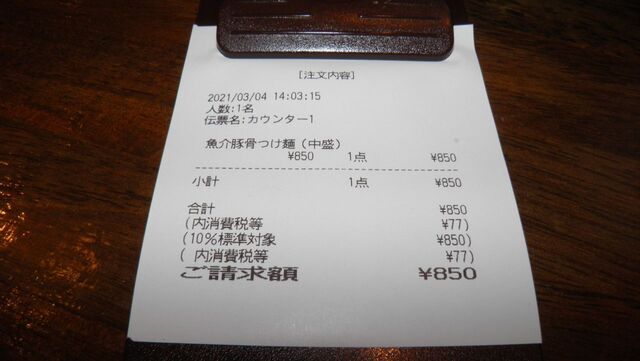 [注文内容]
2021/03/04 14:03:15
人数:1名
伝票名:カウンター1
魚介豚骨つけ麺(中盛)
¥850 1点 ¥850
小計 1点 ¥850
合計 ¥850
(内消費税等 ¥77)
(10%標準対象 ¥850)
( 内消費税等 ¥77)
ご請求額 ¥850